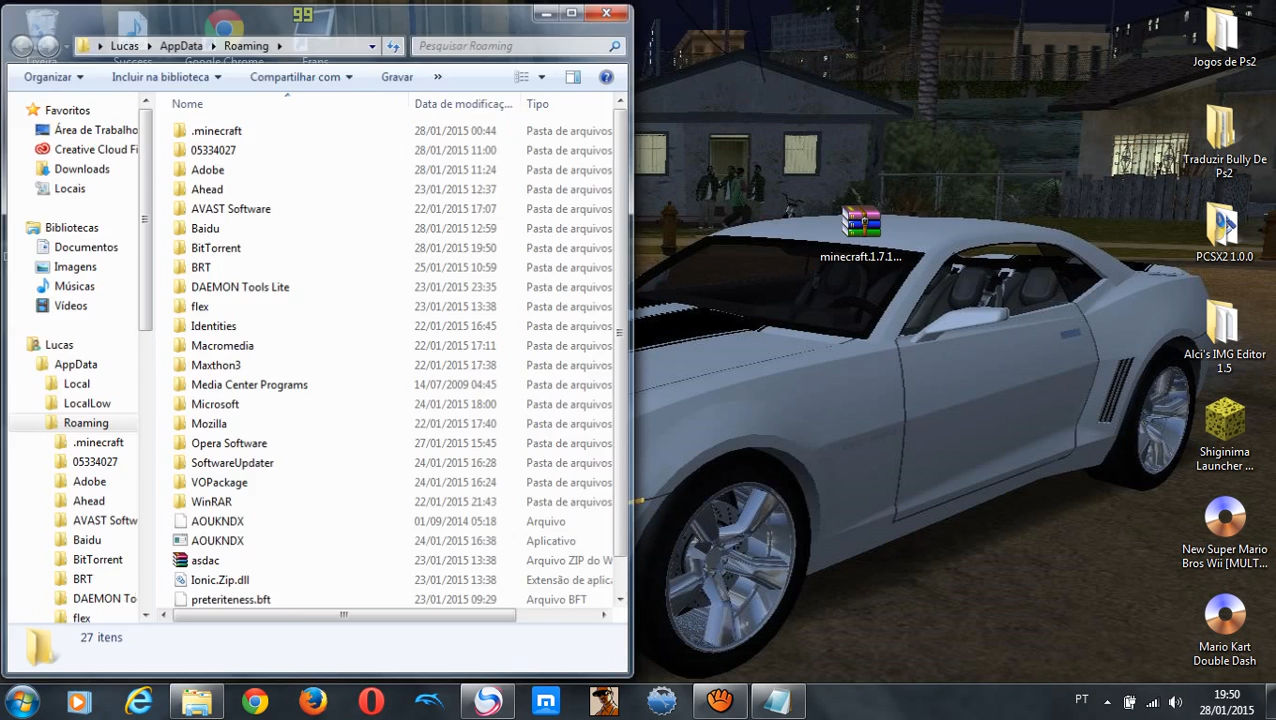 99
Lixeira
Success
Google Chrome
Fraps
Lucas
AppData
Roaming
Pesquisar Roaming
Organizar
Incluir na biblioteca
Compartilhar com
Gravar
»
Nome
Data de modificaç...
Tipo
Favoritos
Área de Trabalho
Creative Cloud Fi
Downloads
Locais
Bibliotecas
Documentos
Imagens
Músicas
Vídeos
Lucas
AppData
Local
LocalLow
Roaming
.minecraft
05334027
Adobe
Ahead
AVAST Softw
Baidu
BitTorrent
BRT
DAEMON To
flex
.minecraft 28/01/2015 00:44 Pasta de arquivos
05334027 28/01/2015 11:00 Pasta de arquivos
Adobe 28/01/2015 11:24 Pasta de arquivos
Ahead 23/01/2015 12:37 Pasta de arquivos
AVAST Software 22/01/2015 17:07 Pasta de arquivos
Baidu 28/01/2015 12:59 Pasta de arquivos
BitTorrent 28/01/2015 19:50 Pasta de arquivos
BRT 25/01/2015 10:59 Pasta de arquivos
DAEMON Tools Lite 23/01/2015 23:35 Pasta de arquivos
flex 23/01/2015 13:38 Pasta de arquivos
Identities 22/01/2015 16:45 Pasta de arquivos
Macromedia 22/01/2015 17:11 Pasta de arquivos
Maxthon3 22/01/2015 17:38 Pasta de arquivos
Media Center Programs 14/07/2009 04:45 Pasta de arquivos
Microsoft 24/01/2015 18:00 Pasta de arquivos
Mozilla 22/01/2015 17:40 Pasta de arquivos
Opera Software 27/01/2015 15:45 Pasta de arquivos
SoftwareUpdater 24/01/2015 16:28 Pasta de arquivos
VOPackage 24/01/2015 16:24 Pasta de arquivos
WinRAR 22/01/2015 21:43 Pasta de arquivos
AOUKNDX 01/09/2014 05:18 Arquivo
AOUKNDX 24/01/2015 16:38 Aplicativo
asdac 23/01/2015 13:38 Arquivo ZIP do W
Ionic.Zip.dll 23/01/2015 13:38 Extensão de aplica
preteriteness.bft 23/01/2015 09:29 Arquivo BFT
27 itens
minecraft.1.7.1...
Jogos de Ps2
Traduzir Bully De
Ps2
PCSX2 1.0.0
Alci's IMG Editor
1.5
Shiginima
Launcher ...
New Super Mario
Bros Wii [MULT...
Mario Kart
Double Dash
PT
19:50
28/01/2015